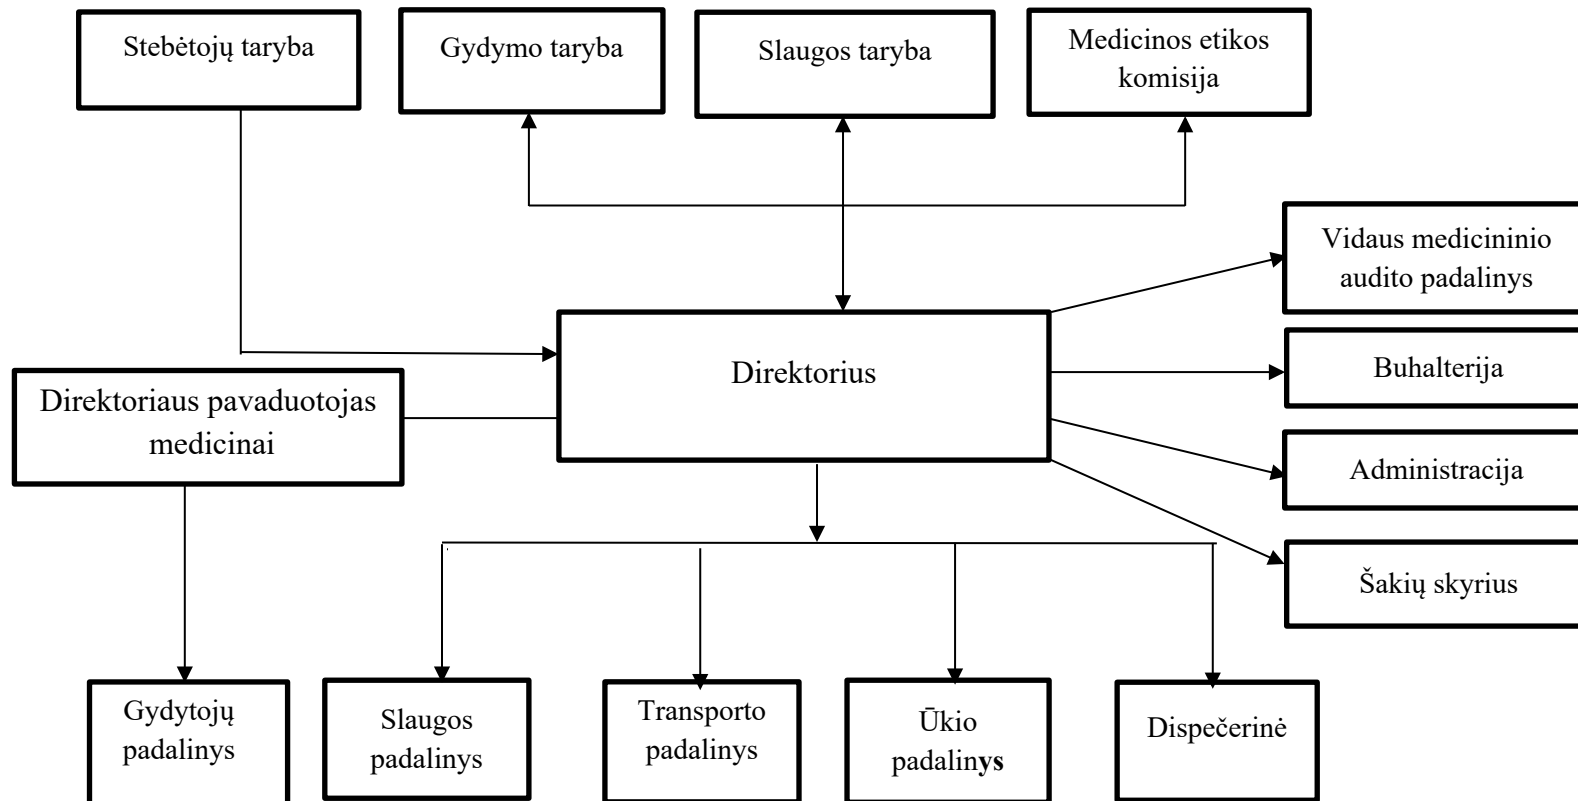 Stebėtojų taryba
Gydymo taryba
Slaugos taryba
Medicinos etikos
komisija
Vidaus medicininio
audito padalinys
Direktorius
Buhalterija
Direktoriaus pavaduotojas
medicinai
Administracija
Šakių skyrius
Gydytojų
padalinys
Slaugos
padalinys
Transporto
padalinys
Ūkio
padalinys
Dispečerinė